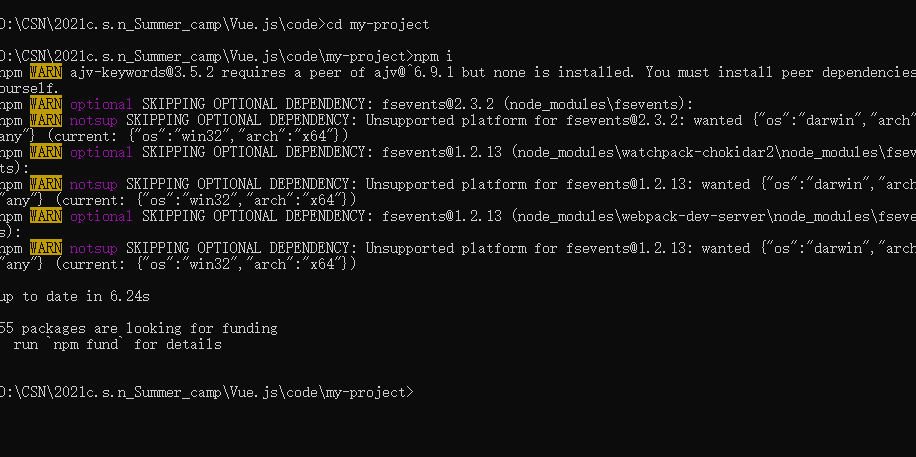 D:\CSN\2021c.s.n_Summer_camp\Vue.js\code>cd my-project
D:\CSN\2021c.s.n_Summer_camp\Vue.js\code\my-project>npm i
npm WARN ajv-keywords@3.5.2 requires a peer of ajv@^6.9.1 but none is installed. You must install peer dependencies
ourself.
npm WARN optional SKIPPING OPTIONAL DEPENDENCY: fsevents@2.3.2 (node_modules\fsevents):
npm WARN notsup SKIPPING OPTIONAL DEPENDENCY: Unsupported platform for fsevents@2.3.2: wanted {"os":"darwin","arch"
"any"} (current: {"os":"win32","arch":"x64"})
npm WARN optional SKIPPING OPTIONAL DEPENDENCY: fsevents@1.2.13 (node_modules\watchpack-chokidar2\node_modules\fsev
ts):
npm WARN notsup SKIPPING OPTIONAL DEPENDENCY: Unsupported platform for fsevents@1.2.13: wanted {"os":"darwin","arc
"any"} (current: {"os":"win32","arch":"x64"})
npm WARN optional SKIPPING OPTIONAL DEPENDENCY: fsevents@1.2.13 (node_modules\webpack-dev-server\node_modules\fseve
s):
npm WARN notsup SKIPPING OPTIONAL DEPENDENCY: Unsupported platform for fsevents@1.2.13: wanted {"os":"darwin","arc
"any"} (current: {"os":"win32","arch":"x64"})
up to date in 6.24s
55 packages are looking for funding
run `npm fund` for details
D:\CSN\2021c.s.n_Summer_camp\Vue.js\code\my-project>